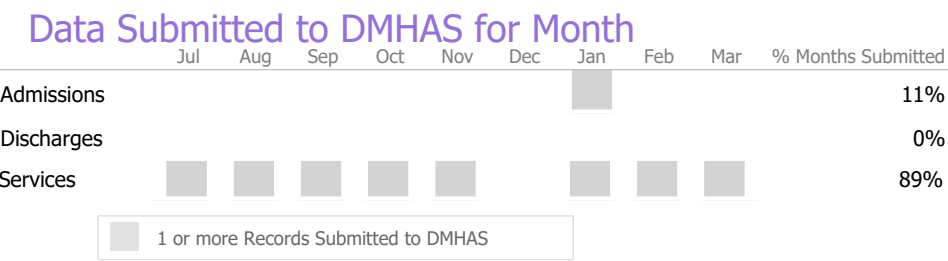 Data Submitted to DMHAS for Month
Jul Aug Sep Oct Nov Dec Jan Feb Mar % Months Submitted
Admissions 11%
Discharges 0%
Services 89%
1 or more Records Submitted to DMHAS